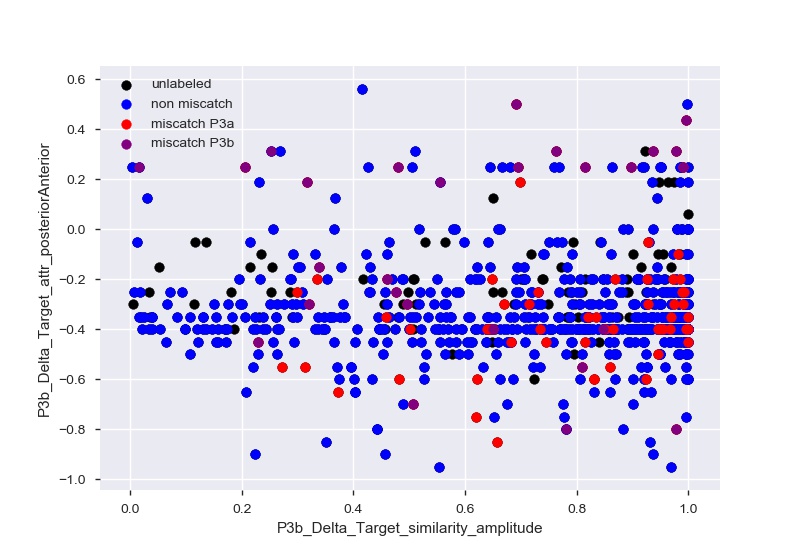 0.6
0.4
0.2
0.0
−0.2
−0.4
−0.6
−0.8
−1.0
P3b_Delta_Target_attr_posteriorAnterior
unlabeled
non miscatch
miscatch P3a
miscatch P3b
0.0 0.2 0.4 0.6 0.8 1.0
P3b_Delta_Target_similarity_amplitude